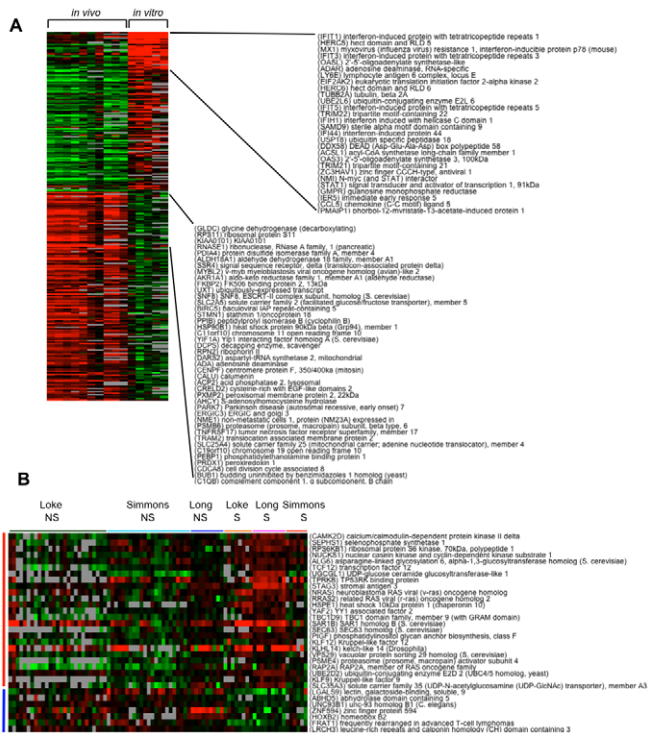 A
in vivo
in vitro
(IFIT1) interferon-induced protein with tetratricopeptide repeats 1
(HERC5) hect domain and RLD 5
(MX1) myxovirus (influenza virus) resistance 1, interferon-inducible protein p78 (mouse)
(IFIT3) interferon-induced protein with tetratricopeptide repeats 3
(OASL) 2'-5'-oligoadenylate synthetase-like
(ADAR) adenosine deaminase, RNA-specific
(LY6E) lymphocyte antigen 6 complex, locus E
(EIF2AK2) eukaryotic translation initiation factor 2-alpha kinase 2
(HERC6) hect domain and RLD 6
(TUBB2A) tubulin, beta 2A
(UBE2L6) ubiquitin-conjugating enzyme E2L 6
(IFIT5) interferon-induced protein with tetratricopeptide repeats 5
(TRIM22) tripartite motif-containing 22
(IFIH1) interferon induced with helicase C domain 1
(SAMD9) sterile alpha motif domain containing 9
(IFI44) interferon-induced protein 44
(USP18) ubiquitin specific peptidase 18
(DDX58) DEAD (Asp-Glu-Ala-Asp) box polypeptide 58
(ACSL1) acyl-CoA synthetase long-chain family member 1
(OAS3) 2'-5'-oligoadenylate synthetase 3, 100kDa
(TRIM21) tripartite motif-containing 21
(ZC3HAV1) zinc finger CCCH-type, antiviral 1
(NMI) N-myc (and STAT) interactor
(STAT1) signal transducer and activator of transcription 1, 91kDa
(GMPR) guanosine monophosphate reductase
(IER5) immediate early response 5
(CCL5) chemokine (C-C motif) ligand 5
(PMAIP1) phorbol-12-myristate-13-acetate-induced protein 1
(GLDC) glycine dehydrogenase (decarboxylating)
(RPS11) ribosomal protein S11
(KIAA0101) KIAA0101
(RNASE1) ribonuclease, RNase A family, 1 (pancreatic)
(PDIA4) protein disulfide isomerase family A, member 4
(ALDH18A1) aldehyde dehydrogenase 18 family, member A1
(SSR4) signal sequence receptor, delta (translocon-associated protein delta)
(MYBL2) v-myb myeloblastosis viral oncogene homolog (avian)-like 2
(AKR1A1) aldo-keto reductase family 1, member A1 (aldehyde reductase)
(FKBP2) FK506 binding protein 2, 13kDa
(UXT) ubiquitously-expressed transcript
(SNF8) SNF8, ESCRT-II complex subunit, homolog (S. cerevisiae)
(SLC2A5) solute carrier family 2 (facilitated glucose/fructose transporter), member 5
(BIRC5) baculoviral IAP repeat-containing 5
(STMN1) stathmin 1/oncoprotein 18
(PPIB) peptidylprolyl isomerase B (cyclophilin B)
(HSP90B1) heat shock protein 90kDa beta (Grp94), member 1
(C11orf10) chromosome 11 open reading frame 10
(YIF1A) Yip1 interacting factor homolog A (S. cerevisiae)
(DCPS) decapping enzyme, scavenger
(RPN2) ribophorin II
(DARS2) aspartyl-tRNA synthetase 2, mitochondrial
(ADA) adenosine deaminase
(CENPF) centromere protein F, 350/400ka (mitosin)
(CALU) calumenin
(ACP2) acid phosphatase 2, lysosomal
(CRELD2) cysteine-rich with EGF-like domains 2
(PXMP2) peroxisomal membrane protein 2, 22kDa
(AHCY) S-adenosylhomocysteine hydrolase
(PARK7) Parkinson disease (autosomal recessive, early onset) 7
(ERGIC3) ERGIC and golgi 3
(NME1) non-metastatic cells 1, protein (NM23A) expressed in
(PSMB6) proteasome (prosome, macropain) subunit, beta type, 6
(TNFRSF17) tumor necrosis factor receptor superfamily, member 17
(TRAM2) translocation associated membrane protein 2
(SLC25A4) solute carrier family 25 (mitochondrial carrier; adenine nucleotide translocator), member 4
(C19orf10) chromosome 19 open reading frame 10
(PEBP1) phosphatidylethanolamine binding protein 1
(PRDX1) peroxiredoxin 1
(CDCA8) cell division cycle associated 8
(BUB1) budding uninhibited by benzimidazoles 1 homolog (yeast)
(C1QB) complement component 1, q subcomponent, B chain
B
Loke NS
Simmons NS
Long NS
Loke S
Long S
Simmons S
(CAMK2D) calcium/calmodulin-dependent protein kinase II delta
(SEPHS1) selenophosphate synthetase 1
(RPS6KB1) ribosomal protein S6 kinase, 70kDa, polypeptide 1
(NUCKS1) nuclear casein kinase and cyclin-dependent kinase substrate 1
(ALG6) asparagine-linked glycosylation 6, alpha-1,3-glucosyltransferase homolog (S. cerevisiae)
(TCF12) transcription factor 12
(UGCGL1) UDP-glucose ceramide glucosyltransferase-like 1
(TPRKB) TP53RK binding protein
(STAG3) stromal antigen 3
(NRAS) neuroblastoma RAS viral (v-ras) oncogene homolog
(RRAS2) related RAS viral (r-ras) oncogene homolog 2
(HSPE1) heat shock 10kDa protein 1 (chaperonin 10)
(YAF2) YY1 associated factor 2
(TBC1D9) TBC1 domain family, member 9 (with GRAM domain)
(SAR1B) SAR1 homolog B (S. cerevisiae)
(SEC63) SEC63 homolog (S. cerevisiae)
(PIGF) phosphatidylinositol glycan anchor biosynthesis, class F
(KLF12) Kruppel-like factor 12
(KLHL14) kelch-like 14 (Drosophila)
(VPS29) vacuolar protein sorting 29 homolog (S. cerevisiae)
(PSME4) proteasome (prosome, macropain) activator subunit 4
(RAP2A) RAP2A, member of RAS oncogene family
(UBE2D2) ubiquitin-conjugating enzyme E2D 2 (UBC4/5 homolog, yeast)
(KLF9) Kruppel-like factor 9
(SLC35A3) solute carrier family 35 (UDP-N-acetylglucosamine (UDP-GlcNAc) transporter), member A3
(LGALS9) lectin, galactoside-binding, soluble, 9
(ABHD5) abhydrolase domain containing 5
(UNC93B1) unc-93 homolog B1 (C. elegans)
(ZNF594) zinc finger protein 594
(HOXB2) homeobox B2
(FRAT1) frequently rearranged in advanced T-cell lymphomas
(LRCH3) leucine-rich repeats and calponin homology (CH) domain containing 3